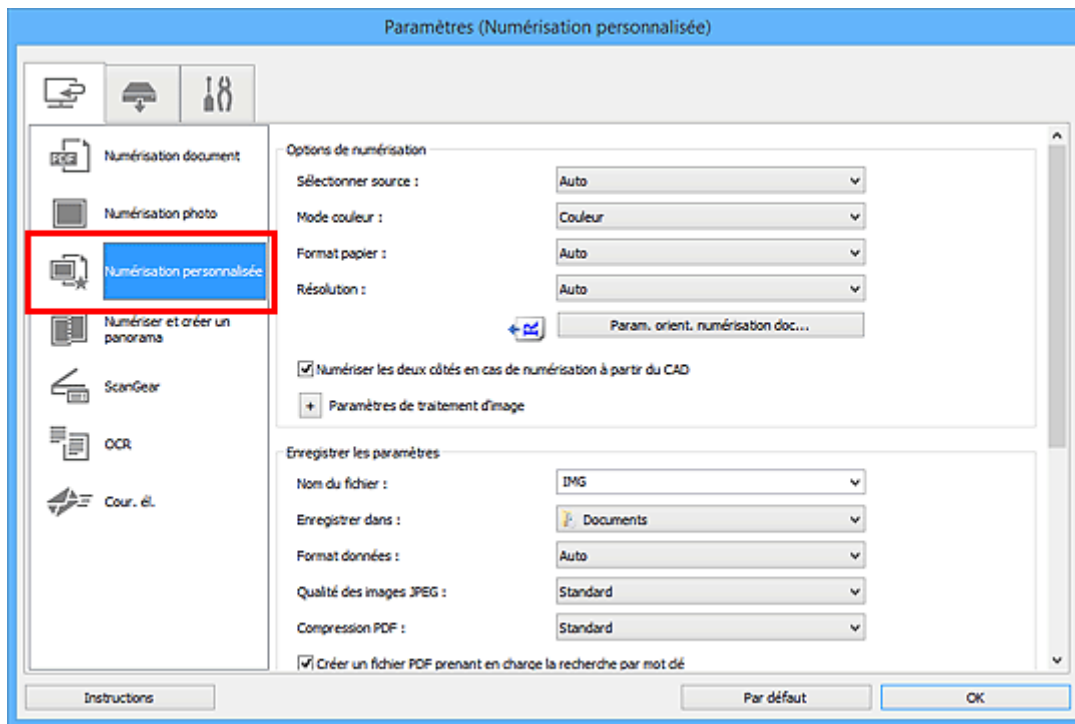 Paramètres (Numérisation personnalisée)
PDF
Numérisation document
Numérisation photo
Numérisation personnalisée
Numériser et créer un
panorama
ScanGear
OCR
Cour. él.
Options de numérisation
Sélectionner source : Auto
Mode couleur : Couleur
Format papier : Auto
Résolution : Auto
R Param. orient. numérisation doc...
Numériser les deux côtés en cas de numérisation à partir du CAD
+ Paramètres de traitement d'image
Enregistrer les paramètres
Nom du fichier : IMG
Enregistrer dans : Documents
Format données : Auto
Qualité des images JPEG : Standard
Compression PDF : Standard
Créer un fichier PDF prenant en charge la recherche par mot clé
Instructions Par défaut OK